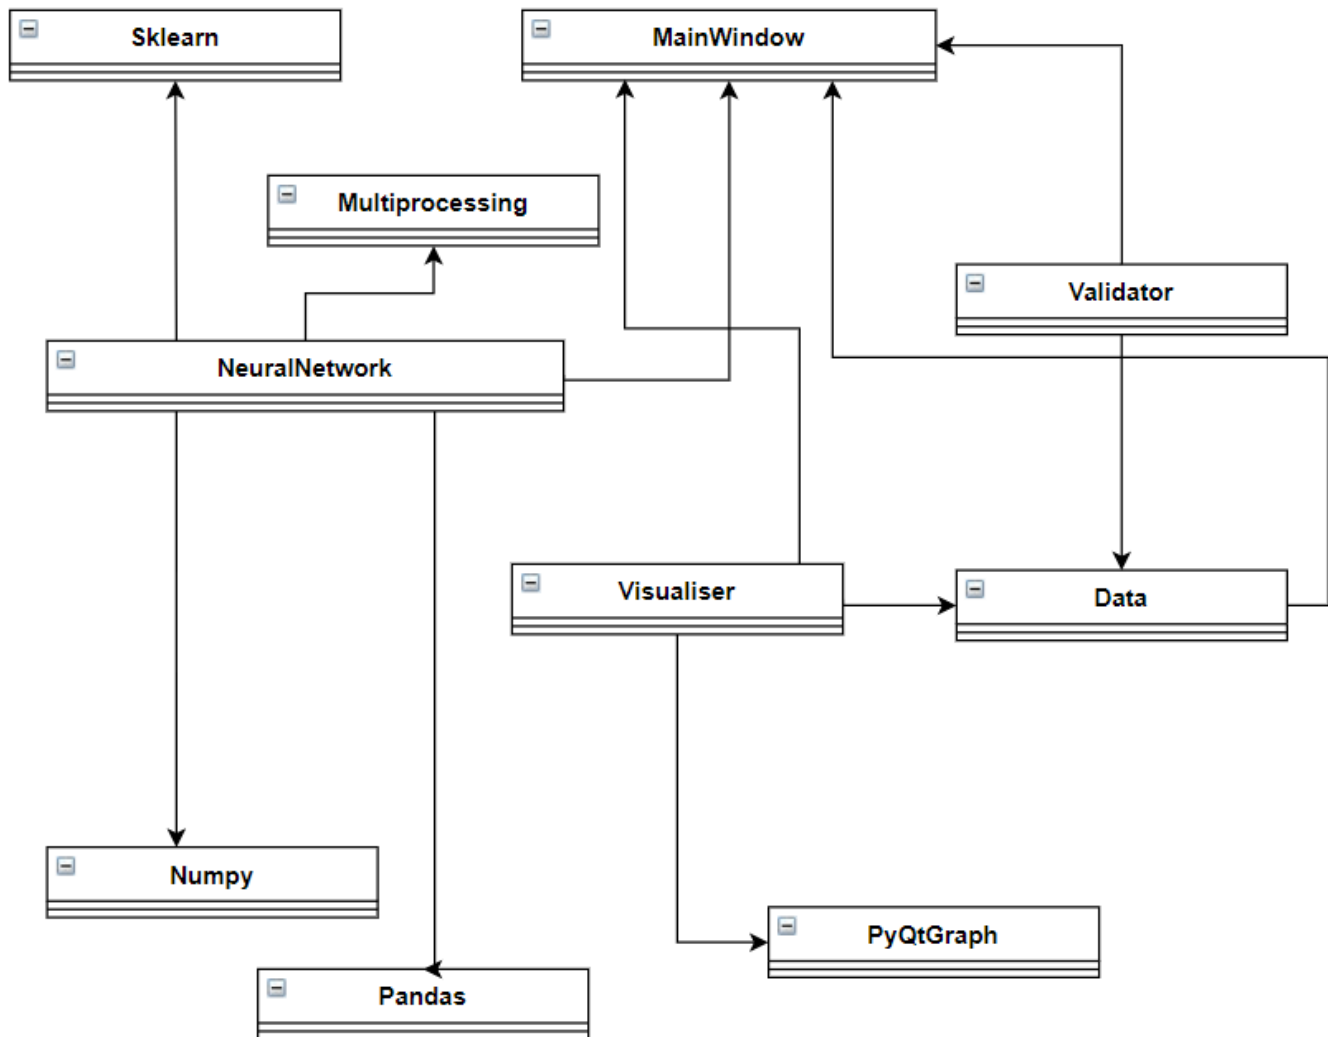 Sklearn
MainWindow
Multiprocessing
Validator
NeuralNetwork
Visualiser
Data
Numpy
PyQtGraph
Pandas